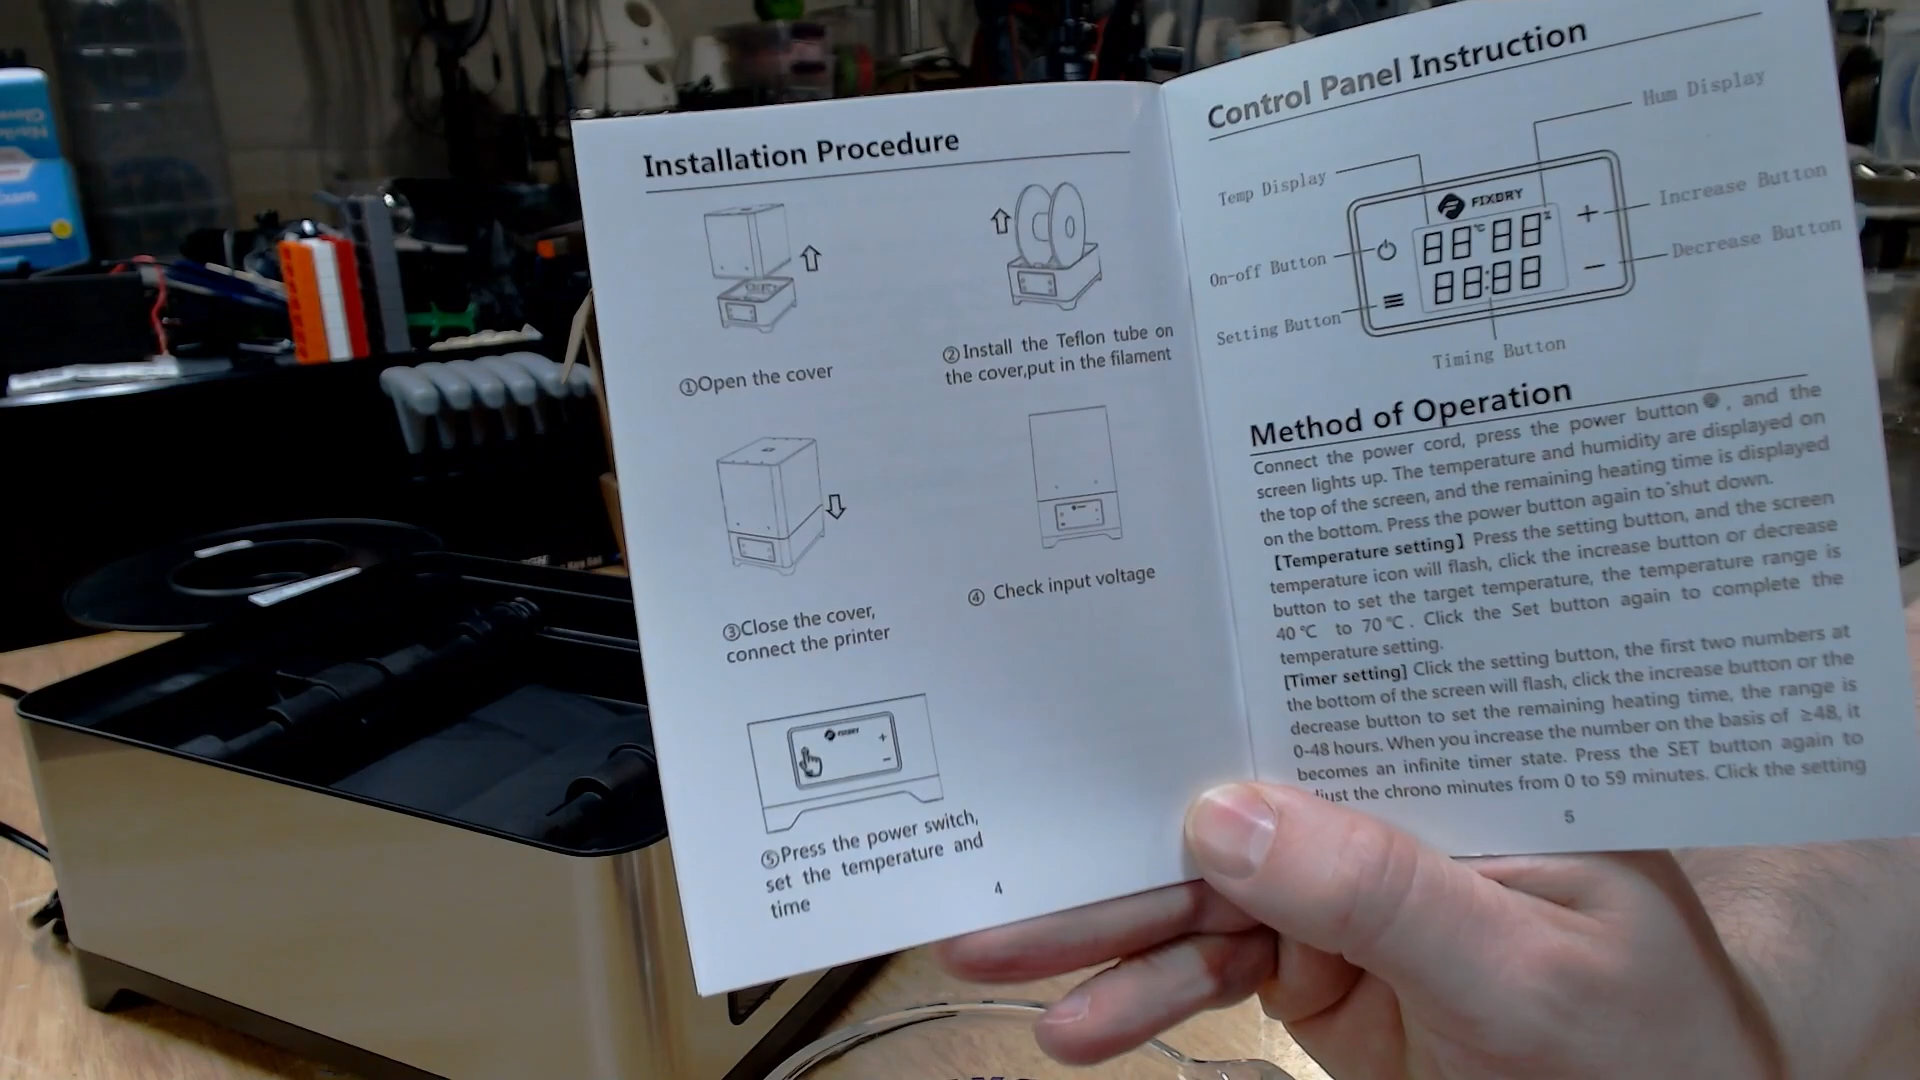 Installation Procedure
①Open the cover
②Install the Teflon tube on
the cover,put in the filament
③Close the cover,
connect the printer
④ Check input voltage
FIXDRY
+
−
⑤Press the power switch,
set the temperature and
time
4
Control Panel Instruction
Hum Display
Temp Display
Increase Button
FIXDRY
88℃ 88%
88:88
+
−
On-off Button
Decrease Button
Setting Button
Timing Button
Method of Operation
Connect the power cord, press the power button , and the
screen lights up. The temperature and humidity are displayed on
the top of the screen, and the remaining heating time is displayed
on the bottom. Press the power button again to shut down.
【Temperature setting】 Press the setting button, and the screen
temperature icon will flash, click the increase button or decrease
button to set the target temperature, the temperature range is
40℃ to 70℃. Click the Set button again to complete the
temperature setting.
[Timer setting] Click the setting button, the first two numbers at
the bottom of the screen will flash, click the increase button or the
decrease button to set the remaining heating time, the range is
0-48 hours. When you increase the number on the basis of ≥48, it
becomes an infinite timer state. Press the SET button again to
the chrono minutes from 0 to 59 minutes. Click the setting
5